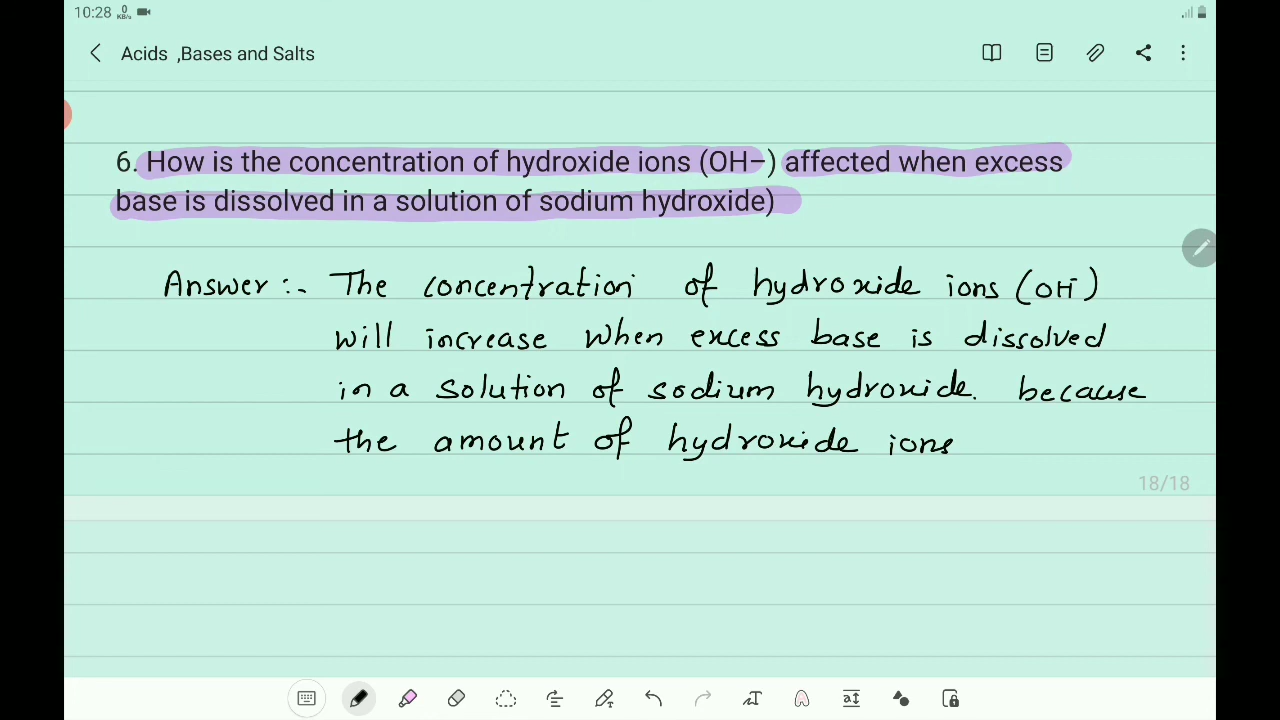 10:28 0 KB/s
Acids ,Bases and Salts
6. How is the concentration of hydroxide ions (OH−) affected when excess
base is dissolved in a solution of sodium hydroxide)
Answer :- The concentration of hydroxide ions (OH⁻)
will increase when excess base is dissolved
in a solution of sodium hydroxide. because
the amount of hydroxide ions
18/18